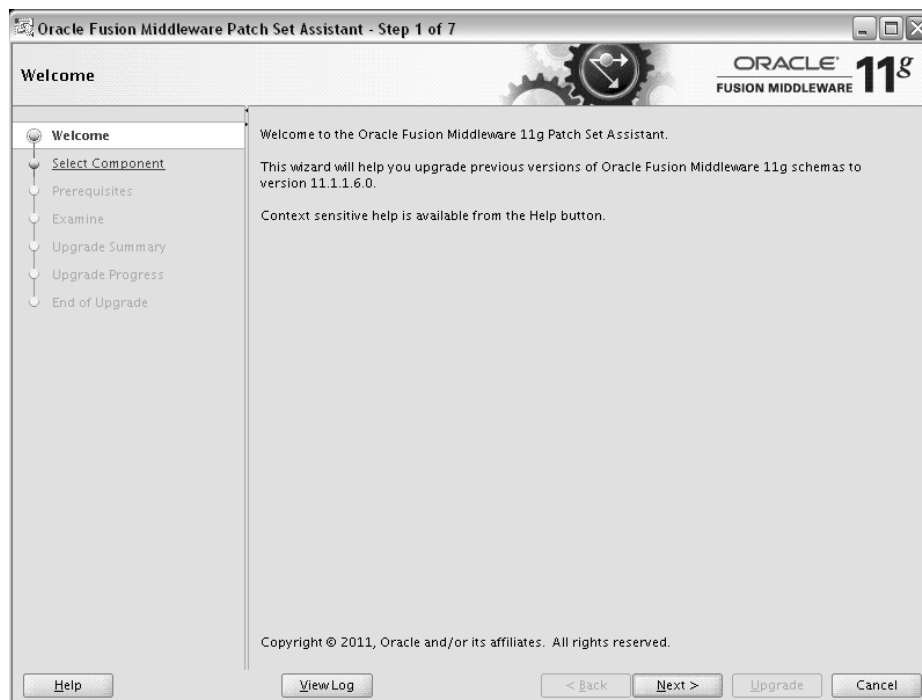 Oracle Fusion Middleware Patch Set Assistant - Step 1 of 7
Welcome
ORACLE
FUSION MIDDLEWARE
11g
Welcome
Select Component
Prerequisites
Examine
Upgrade Summary
Upgrade Progress
End of Upgrade
Welcome to the Oracle Fusion Middleware 11g Patch Set Assistant.
This wizard will help you upgrade previous versions of Oracle Fusion Middleware 11g schemas to
version 11.1.1.6.0.
Context sensitive help is available from the Help button.
Copyright © 2011, Oracle and/or its affiliates. All rights reserved.
Help
View Log
< Back
Next >
Upgrade
Cancel